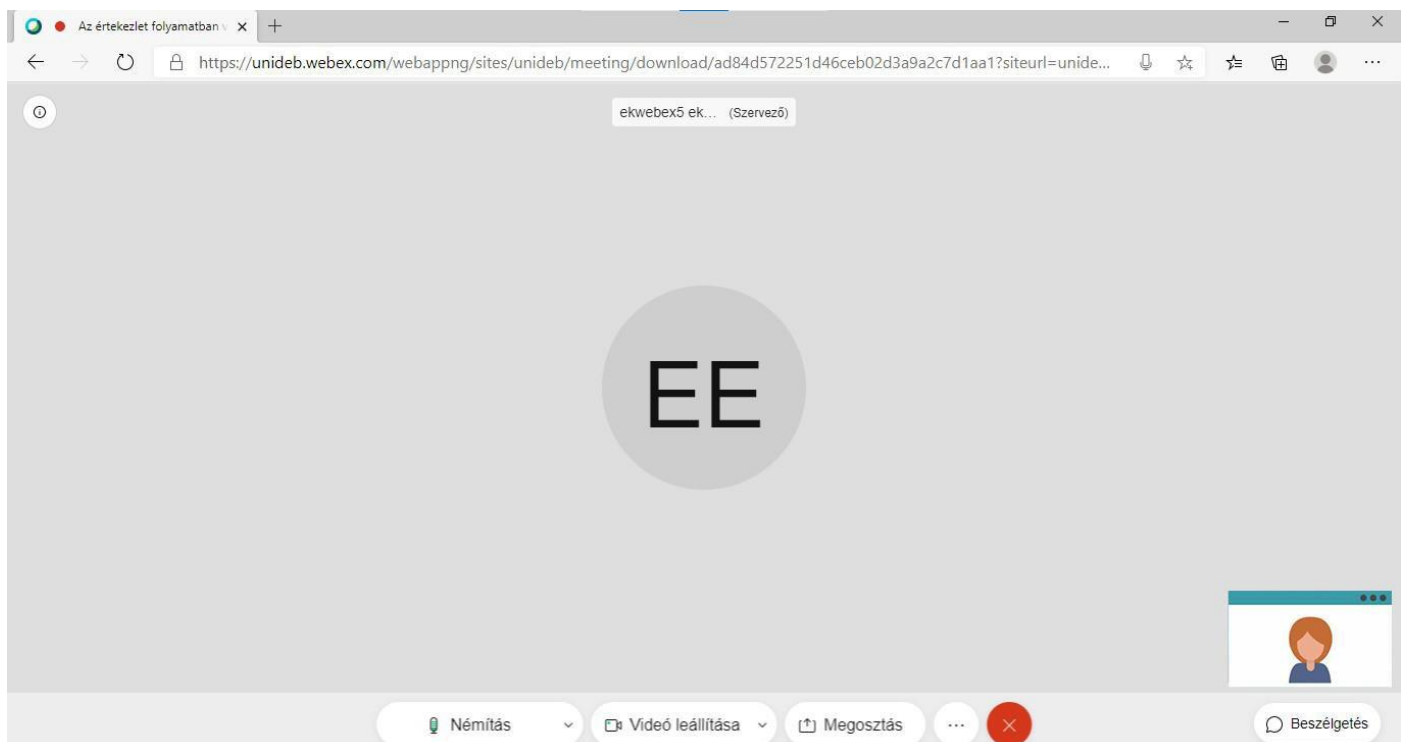 Az értekezlet folyamatban
https://unideb.webex.com/webappng/sites/unideb/meeting/download/ad84d572251d46ceb02d3a9a2c7d1aa1?siteurl=unide...
ekwebex5 ek... (Szervező)
EE
Némítás
Videó leállítása
Megosztás
Beszélgetés